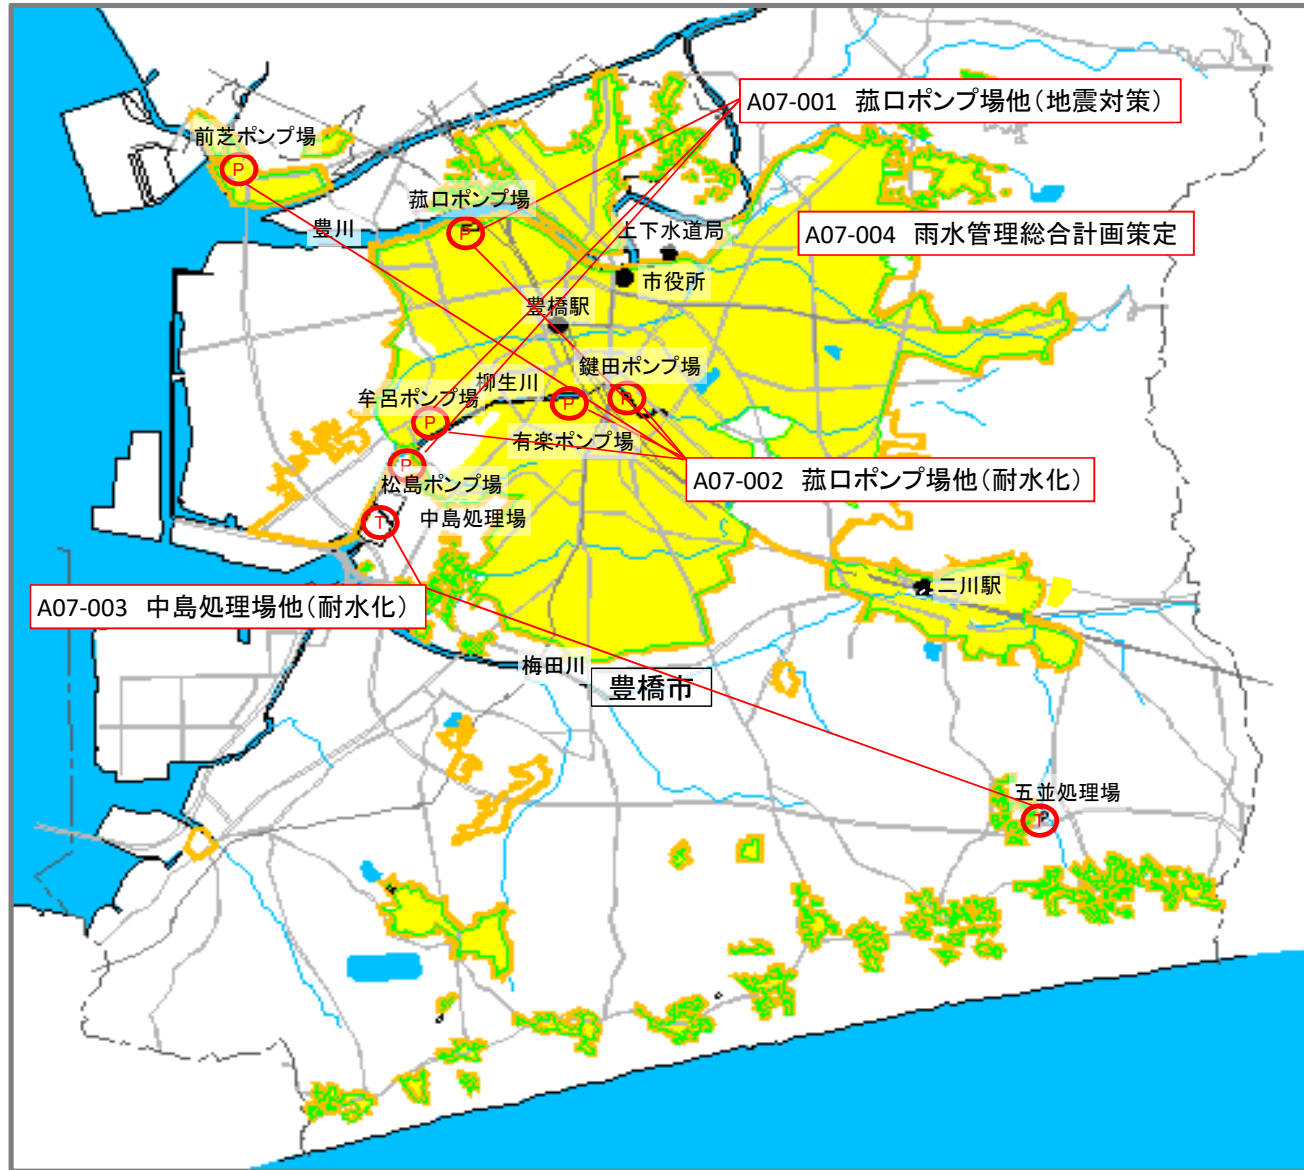 A07-001 菰口ポンプ場他(地震対策)
前芝ポンプ場
P
菰口ポンプ場
P
豊川
上下水道局
A07-004 雨水管理総合計画策定
市役所
豊橋駅
鍵田ポンプ場
P
柳生川
牟呂ポンプ場
P
P
有楽ポンプ場
A07-002 菰口ポンプ場他(耐水化)
P
松島ポンプ場
中島処理場
T
二川駅
A07-003 中島処理場他(耐水化)
梅田川
豊橋市
五並処理場
T